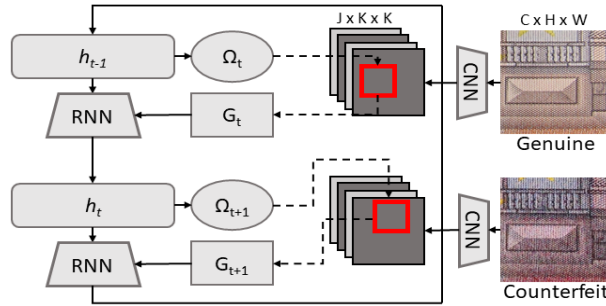 J x K x K
C x H x W
h_{t-1}
Ω_t
CNN
RNN
G_t
Genuine
h_t
Ω_{t+1}
CNN
RNN
G_{t+1}
Counterfeit